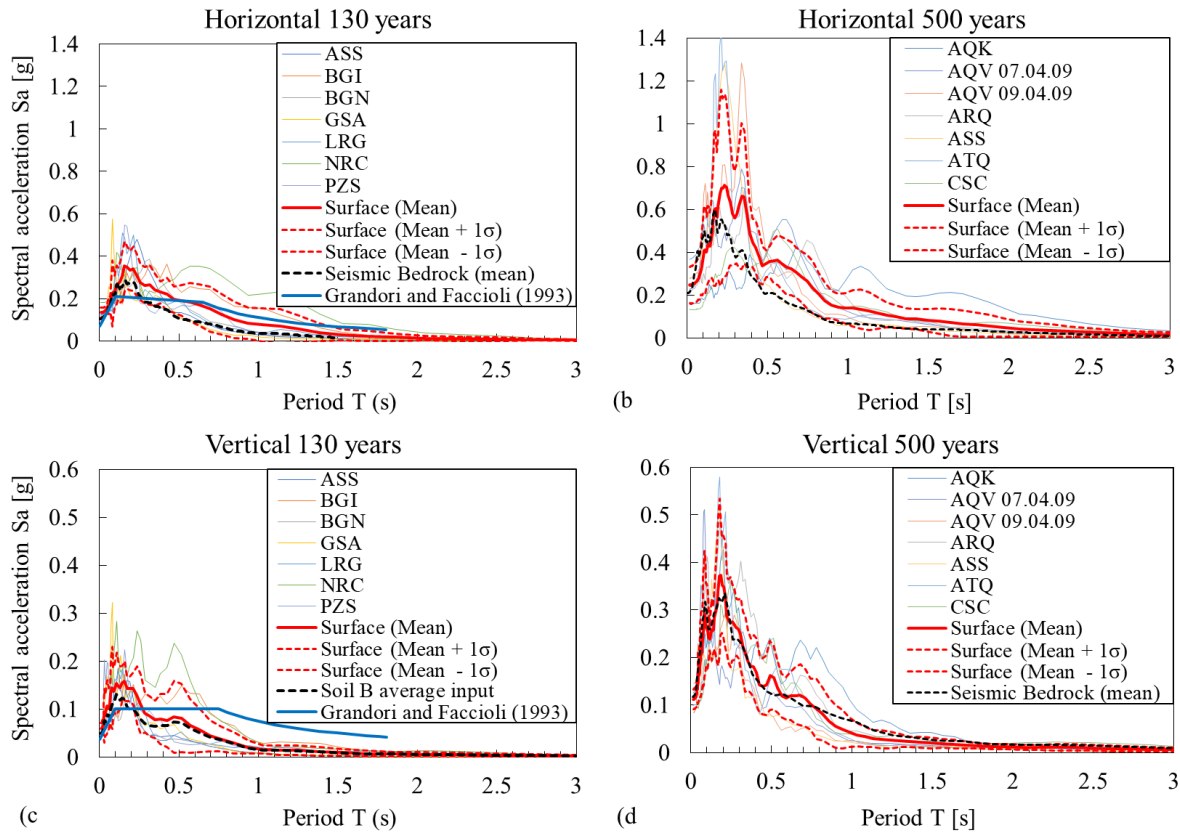 Horizontal 130 years
Spectral acceleration Sa [g]
1.4
1.2
1
0.8
0.6
0.4
0.2
0
ASS
BGI
BGN
GSA
LRG
NRC
PZS
Surface (Mean)
Surface (Mean + 1σ)
Surface (Mean - 1σ)
Seismic Bedrock (mean)
Grandori and Faccioli (1993)
0 0.5 1 1.5 2 2.5 3
Period T (s)
Horizontal 500 years
1.4
1.2
1
0.8
0.6
0.4
0.2
0
AQK
AQV 07.04.09
AQV 09.04.09
ARQ
ASS
ATQ
CSC
Surface (Mean)
Surface (Mean + 1σ)
Surface (Mean - 1σ)
Seismic Bedrock (mean)
0 0.5 1 1.5 2 2.5 3
(b
Period T [s]
Vertical 130 years
Spectral acceleration Sa [g]
0.6
0.5
0.4
0.3
0.2
0.1
0
ASS
BGI
BGN
GSA
LRG
NRC
PZS
Surface (Mean)
Surface (Mean + 1σ)
Surface (Mean - 1σ)
Soil B average input
Grandori and Faccioli (1993)
0 0.5 1 1.5 2 2.5 3
(c
Period T (s)
Vertical 500 years
0.6
0.5
0.4
0.3
0.2
0.1
0
AQK
AQV 07.04.09
AQV 09.04.09
ARQ
ASS
ATQ
CSC
Surface (Mean)
Surface (Mean + 1σ)
Surface (Mean - 1σ)
Seismic Bedrock (mean)
0 0.5 1 1.5 2 2.5 3
(d
Period T [s]